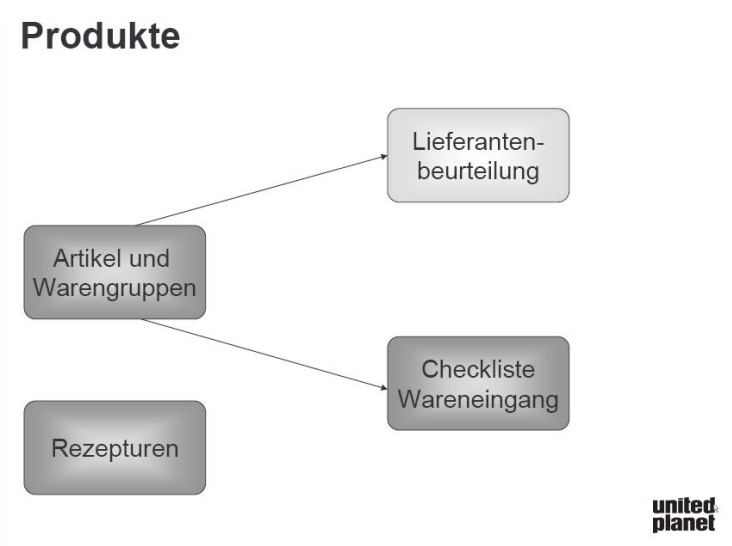 Produkte
Lieferanten-
beurteilung
Artikel und
Warengruppen
Checkliste
Wareneingang
Rezepturen
united
planet